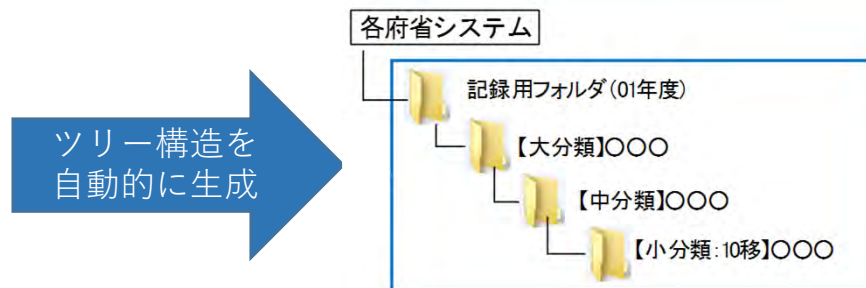 各府省システム
記録用フォルダ(01年度)
ツリー構造を
自動的に生成
【大分類】〇〇〇
【中分類】〇〇〇
【小分類:10移】〇〇〇